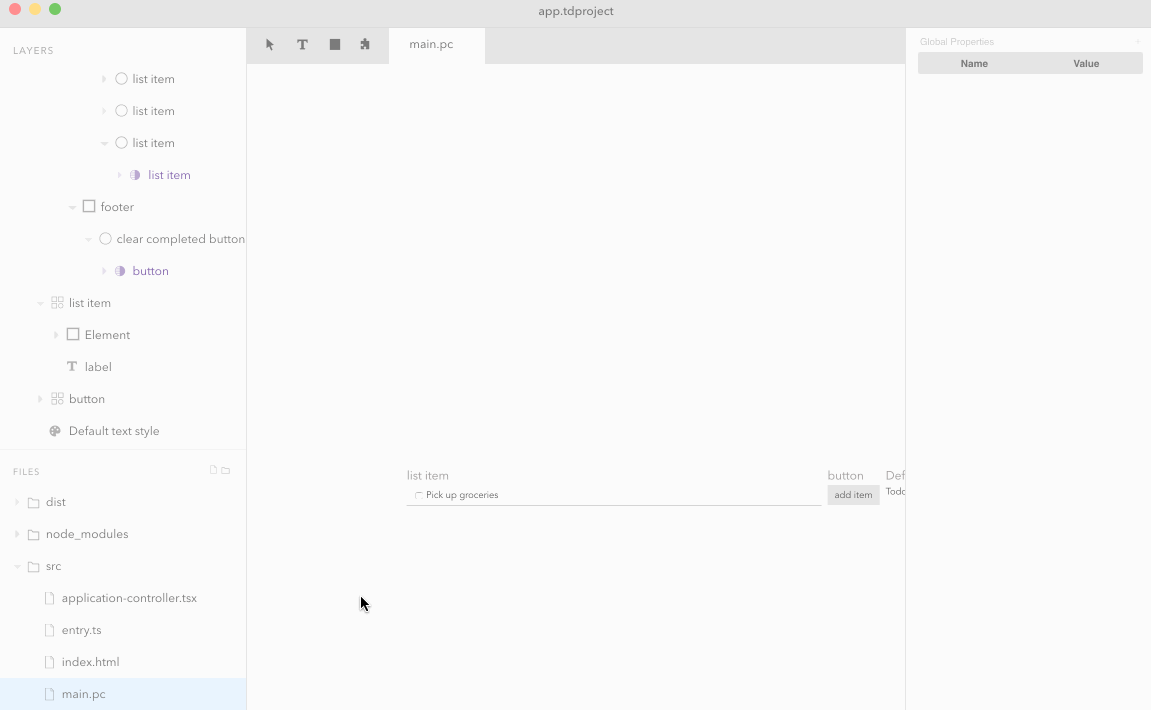 app.tdproject
LAYERS
list item
list item
list item
list item
footer
clear completed button
button
list item
Element
label
button
Default text style
FILES
dist
node_modules
src
application-controller.tsx
entry.ts
index.html
main.pc
T
main.pc
list item
Pick up groceries
button
add item
Def
Todo
Global Properties
+
Name Value